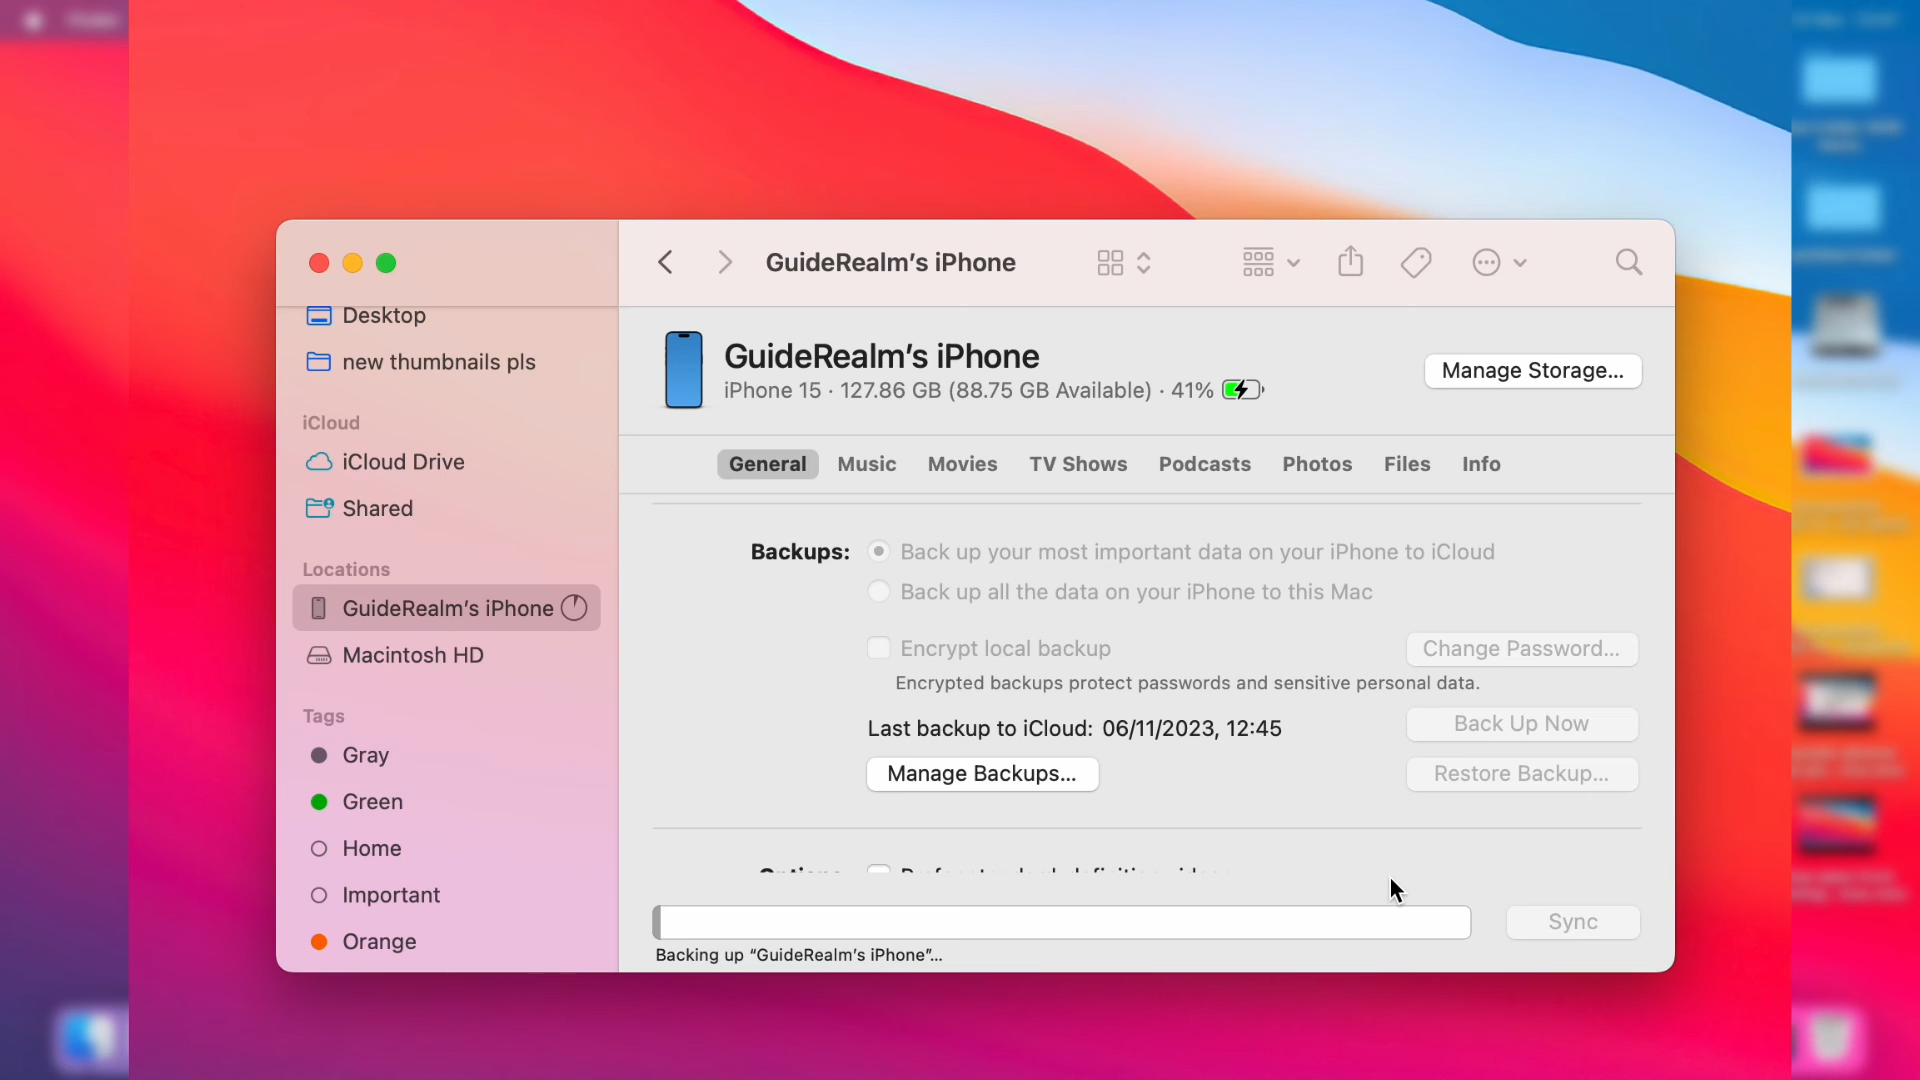 GuideRealm's iPhone
Desktop
new thumbnails pls
iCloud
iCloud Drive
Shared
Locations
GuideRealm's iPhone
Macintosh HD
Tags
Gray
Green
Home
Important
Orange
GuideRealm's iPhone
iPhone 15 · 127.86 GB (88.75 GB Available) · 41%
Manage Storage...
General Music Movies TV Shows Podcasts Photos Files Info
Backups: Back up your most important data on your iPhone to iCloud
Back up all the data on your iPhone to this Mac
Encrypt local backup Change Password...
Encrypted backups protect passwords and sensitive personal data.
Last backup to iCloud: 06/11/2023, 12:45 Back Up Now
Manage Backups... Restore Backup...
Sync
Backing up “GuideRealm's iPhone”...